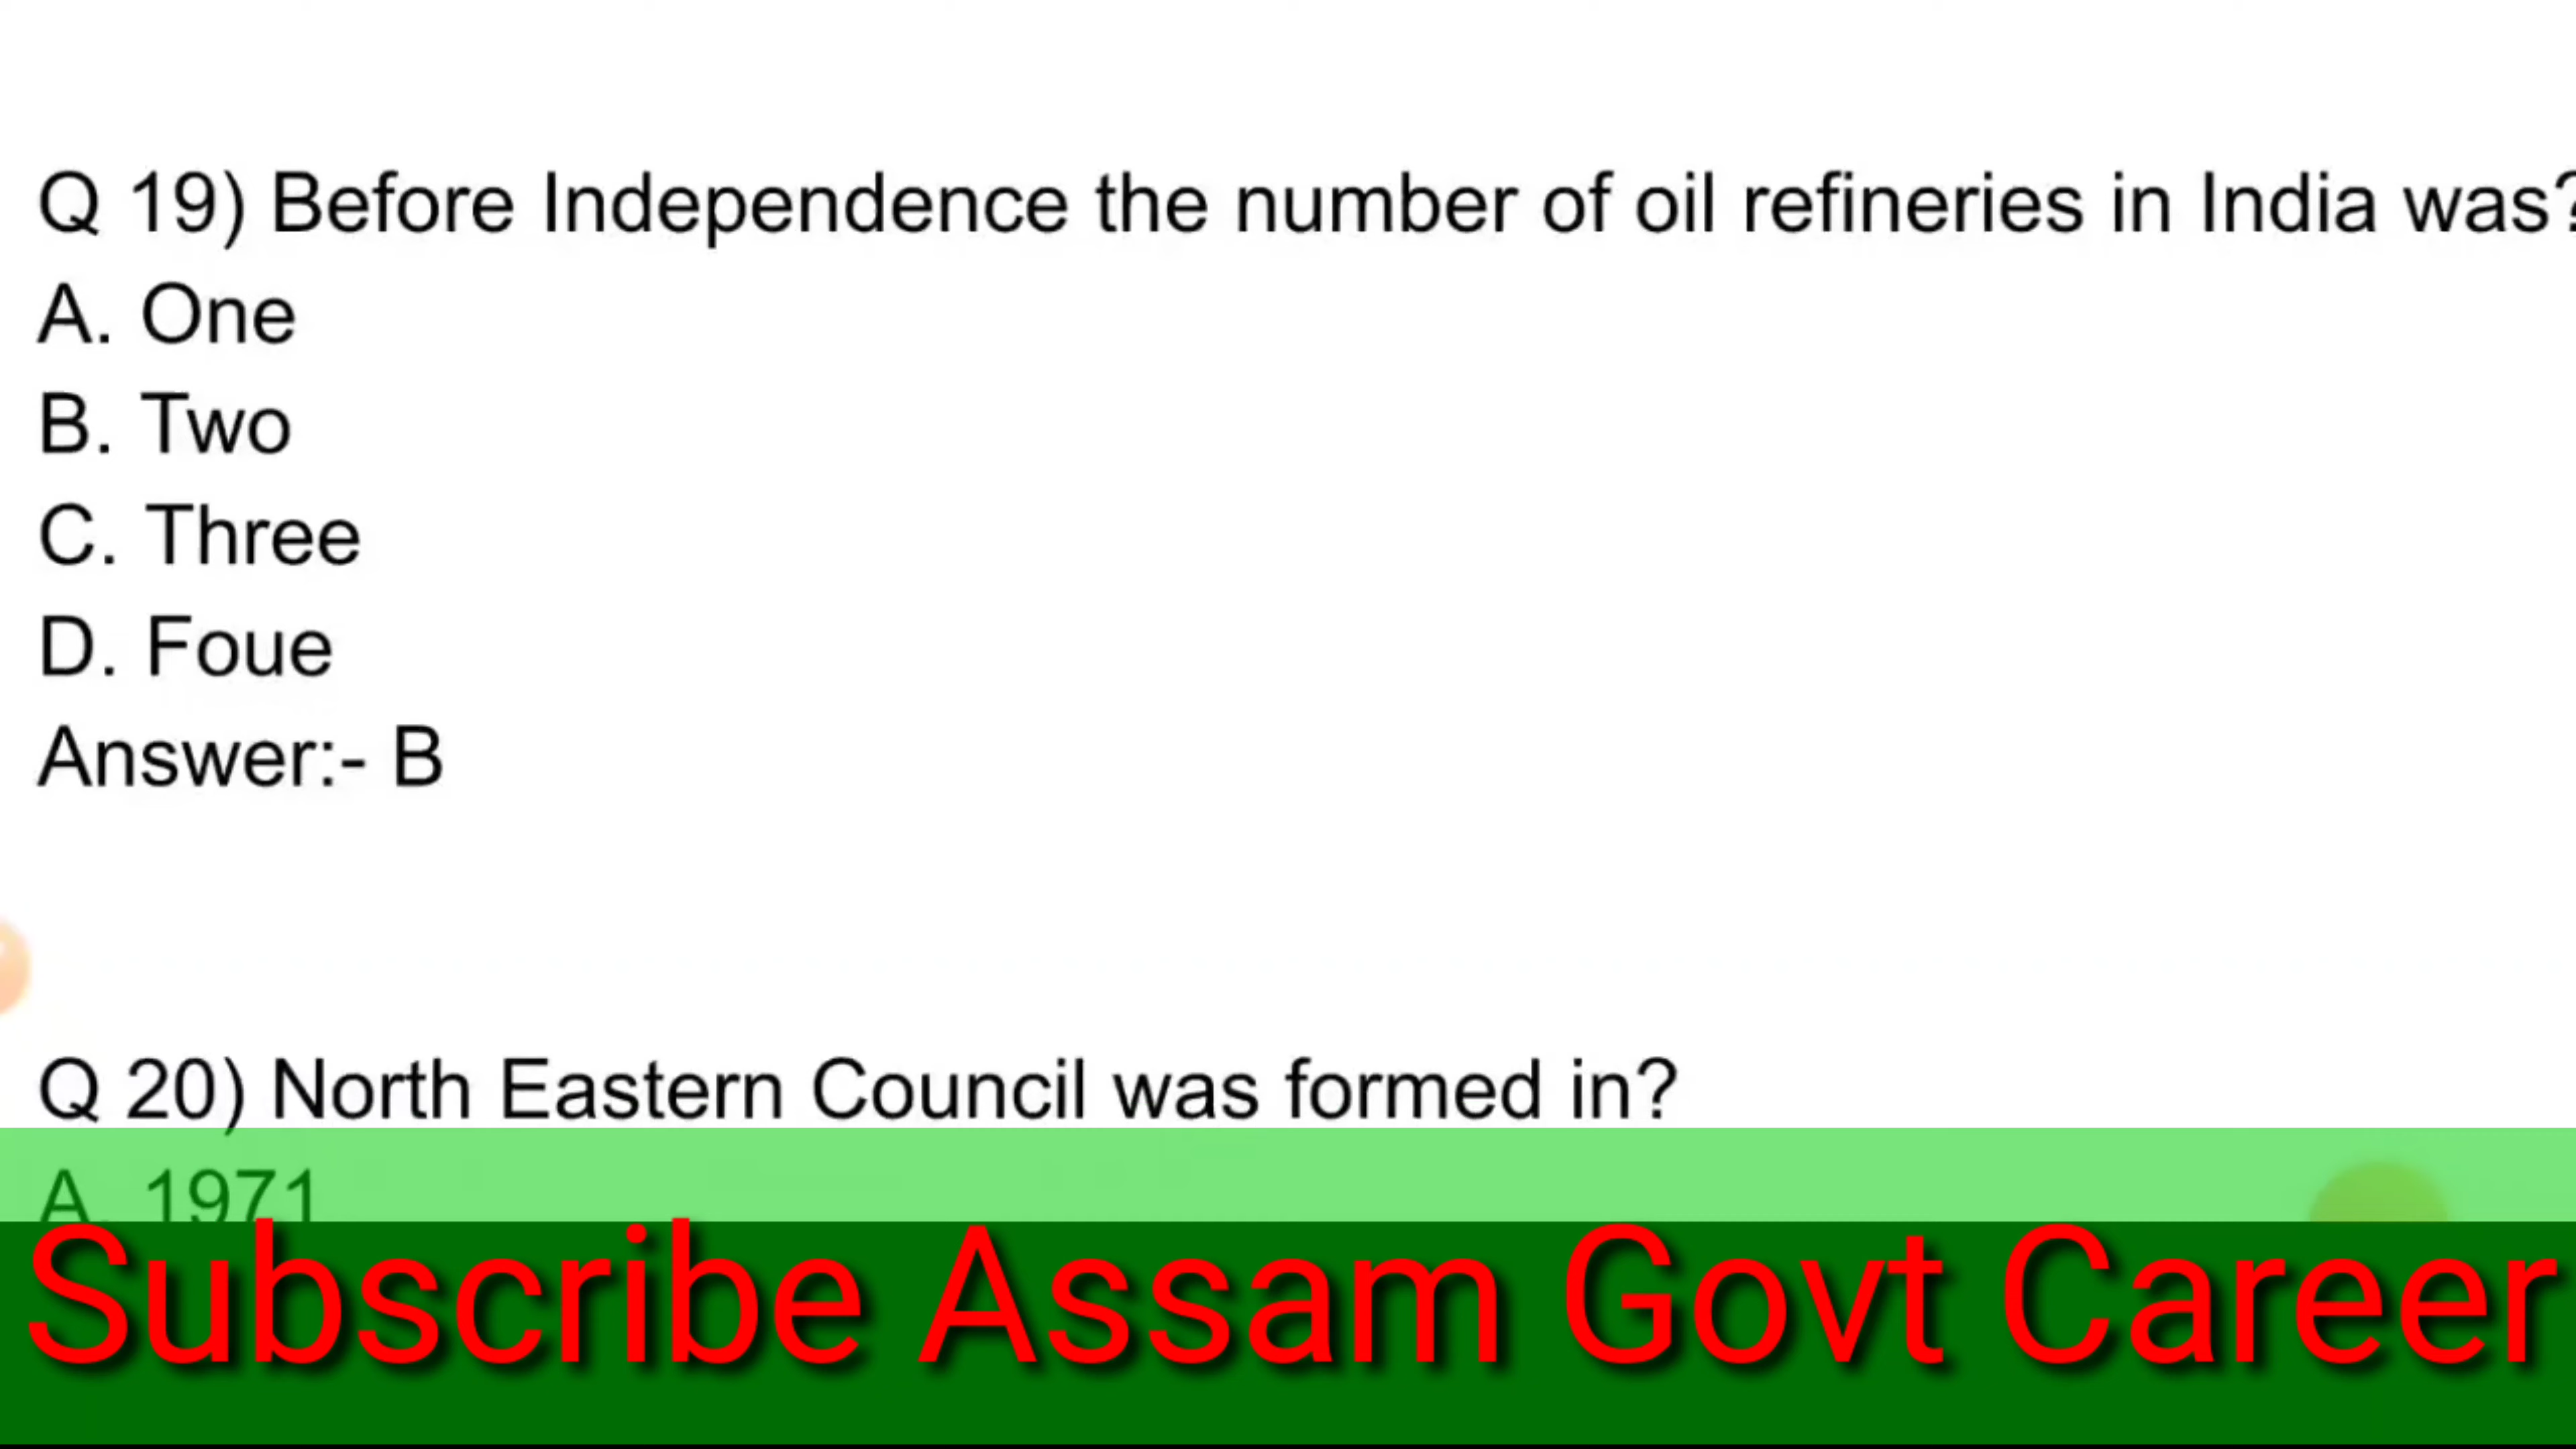 Q 19) Before Independence the number of oil refineries in India was?
A. One
B. Two
C. Three
D. Foue
Answer:- B
Q 20) North Eastern Council was formed in?
A. 1971
Subscribe Assam Govt Career